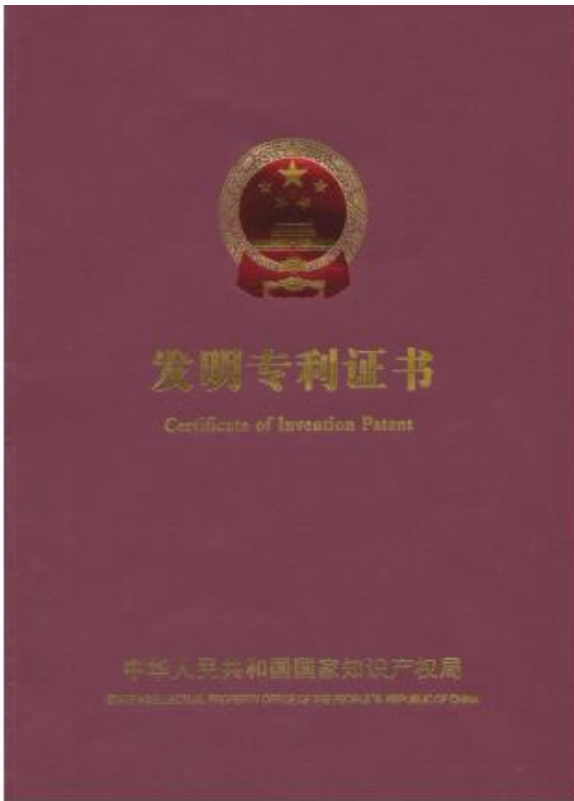 发明专利证书
Certificate of Invention Patent
中华人民共和国国家知识产权局
STATE INTELLECTUAL PROPERTY OFFICE OF THE PEOPLE'S REPUBLIC OF CHINA